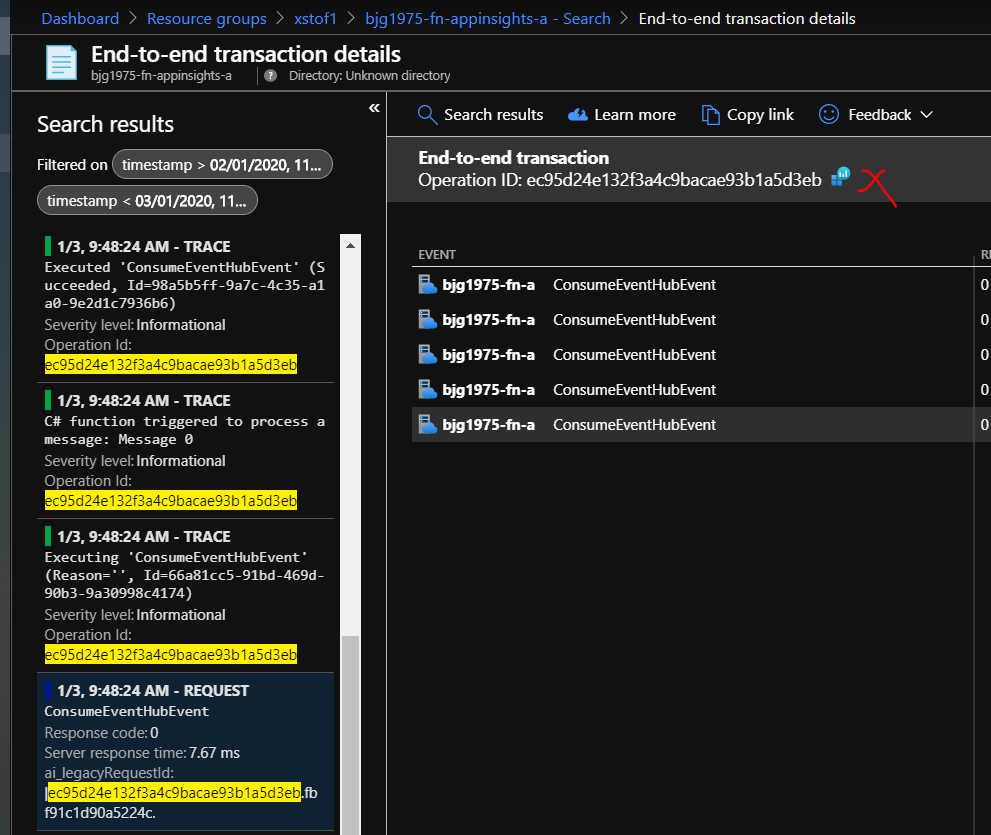 Dashboard > Resource groups > xstof1 > bjg1975-fn-appinsights-a - Search > End-to-end transaction details
End-to-end transaction details
bjg1975-fn-appinsights-a ? Directory: Unknown directory
«
Search results
Filtered on timestamp > 02/01/2020, 11...
timestamp < 03/01/2020, 11...
1/3, 9:48:24 AM - TRACE
Executed 'ConsumeEventHubEvent' (S
ucceeded, Id=98a5b5ff-9a7c-4c35-a1
a0-9e2d1c7936b6)
Severity level: Informational
Operation Id:
ec95d24e132f3a4c9bacae93b1a5d3eb
1/3, 9:48:24 AM - TRACE
C# function triggered to process a
message: Message 0
Severity level: Informational
Operation Id:
ec95d24e132f3a4c9bacae93b1a5d3eb
1/3, 9:48:24 AM - TRACE
Executing 'ConsumeEventHubEvent'
(Reason='', Id=66a81cc5-91bd-469d-
90b3-9a30998c4174)
Severity level: Informational
Operation Id:
ec95d24e132f3a4c9bacae93b1a5d3eb
1/3, 9:48:24 AM - REQUEST
ConsumeEventHubEvent
Response code: 0
Server response time: 7.67 ms
ai_legacyRequestId:
|ec95d24e132f3a4c9bacae93b1a5d3eb.fb
f91c1d90a5224c.
Search results Learn more Copy link Feedback
End-to-end transaction
Operation ID: ec95d24e132f3a4c9bacae93b1a5d3eb
EVENT RE
bjg1975-fn-a ConsumeEventHubEvent 0
bjg1975-fn-a ConsumeEventHubEvent 0
bjg1975-fn-a ConsumeEventHubEvent 0
bjg1975-fn-a ConsumeEventHubEvent 0
bjg1975-fn-a ConsumeEventHubEvent 0